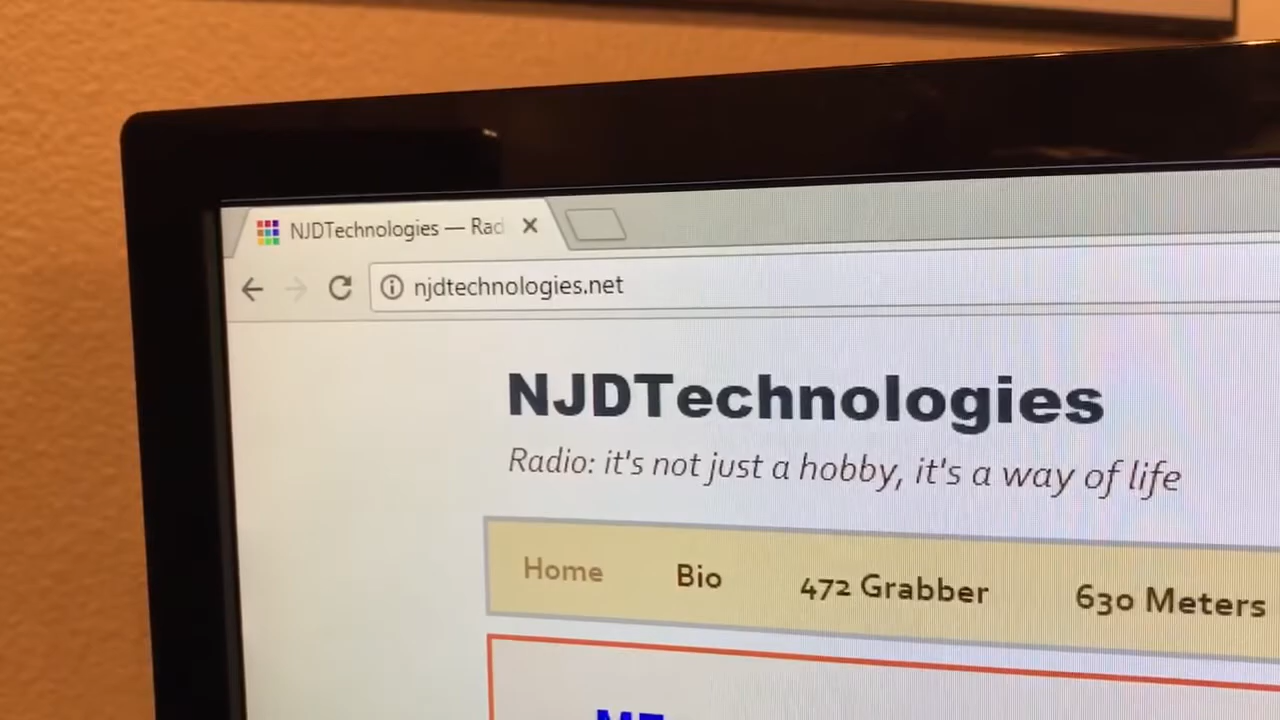 NJDTechnologies — Rad
njdtechnologies.net
NJDTechnologies
Radio: it's not just a hobby, it's a way of life
Home Bio 472 Grabber 630 Meters